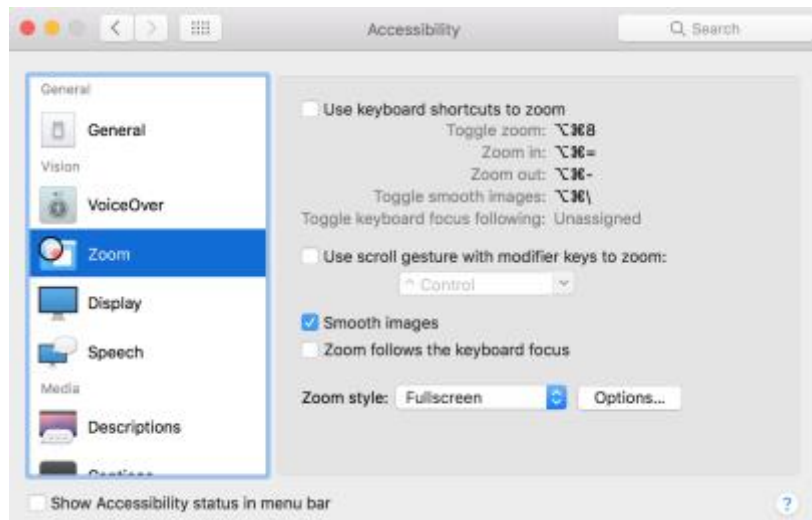 Accessibility
Search
General
General
Vision
VoiceOver
Zoom
Display
Speech
Media
Descriptions
Captions
Use keyboard shortcuts to zoom
Toggle zoom: ⌥⌘8
Zoom in: ⌥⌘=
Zoom out: ⌥⌘-
Toggle smooth images: ⌥⌘\
Toggle keyboard focus following: Unassigned
Use scroll gesture with modifier keys to zoom:
^ Control
Smooth images
Zoom follows the keyboard focus
Zoom style: Fullscreen Options...
Show Accessibility status in menu bar
?